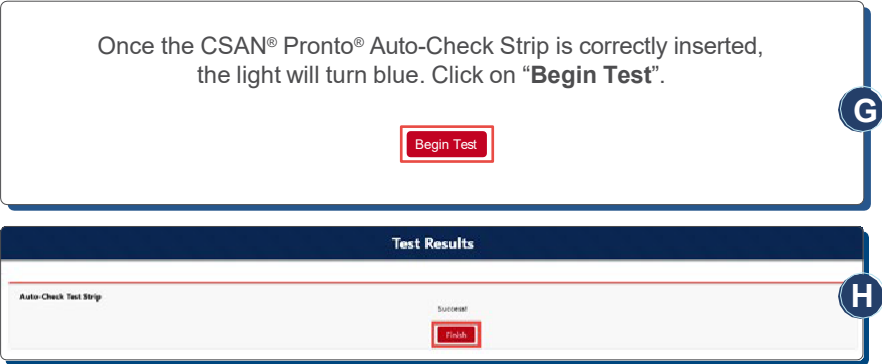 Once the CSAN® Pronto® Auto-Check Strip is correctly inserted,
the light will turn blue. Click on “Begin Test”.
G
Begin Test
Test Results
H
Auto-Check Test Strip
Success!
Finish